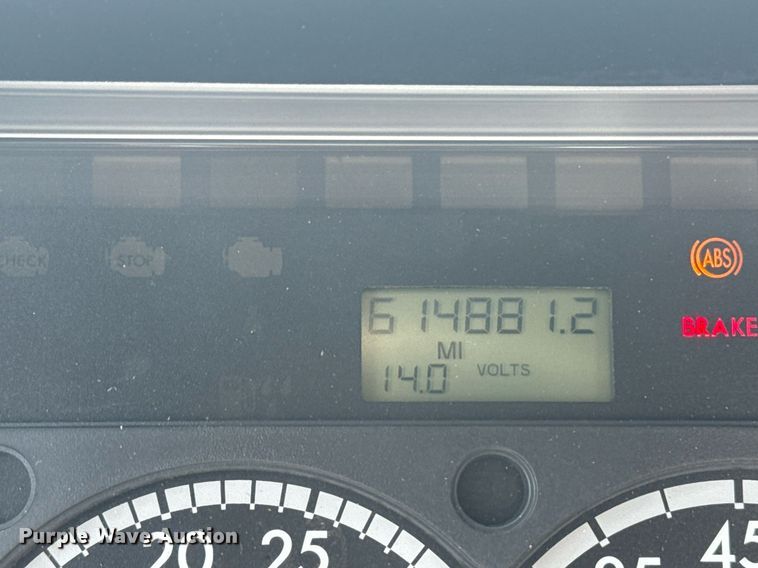 CHECK
STOP
ABS
614881.2
BRAKE
MI
14.0 VOLTS
20 25
45
Purple Wave Auction